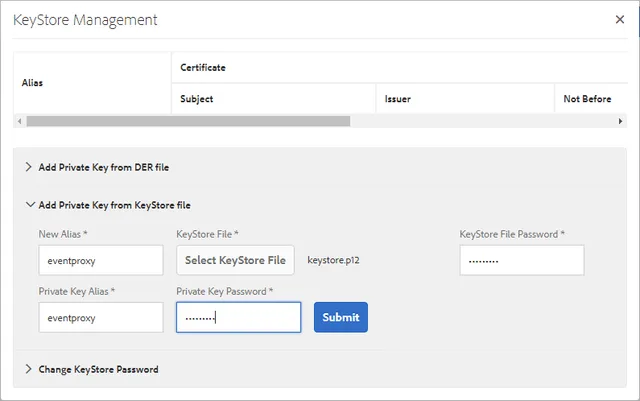 KeyStore Management
Alias
Certificate
Subject
Issuer
Not Before
Add Private Key from DER file
Add Private Key from KeyStore file
New Alias *
KeyStore File *
KeyStore File Password *
eventproxy
Select KeyStore File
keystore.p12
•••••••••
Private Key Alias *
Private Key Password *
eventproxy
•••••••••
Submit
Change KeyStore Password